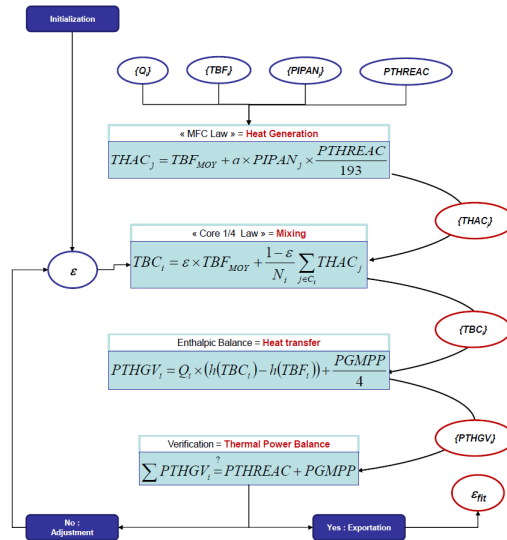 Initialization
{Q_i} {TBF_i} {PIPAN_j} PTHREAC
« MFC Law » = Heat Generation
THAC_j = TBF_MOY + a × PIPAN_j × PTHREAC / 193
{THAC_j}
« Core 1/4 Law » = Mixing
TBC_i = ε × TBF_MOY + (1 − ε) / N_i ∑_{j∈C_i} THAC_j
ε
{TBC_i}
Enthalpic Balance = Heat transfer
PTHGV_i = Q_i × (h(TBC_i) − h(TBF_i)) + PGMPP / 4
{PTHGV_i}
Verification = Thermal Power Balance
∑ PTHGV_i ?= PTHREAC + PGMPP
ε_fit
No :
Adjustment
Yes : Exportation